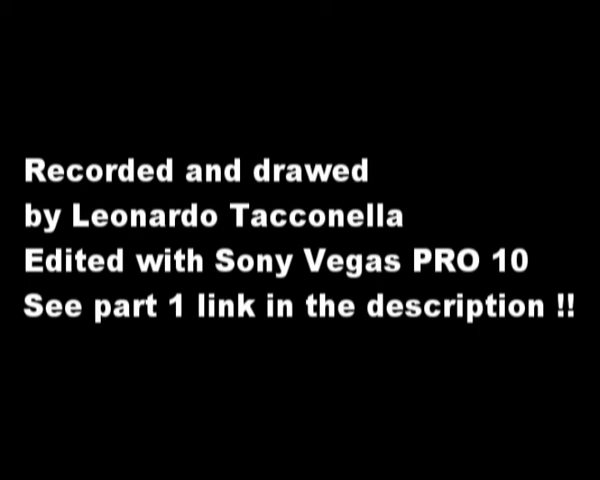 Recorded and drawed
by Leonardo Tacconella
Edited with Sony Vegas PRO 10
See part 1 link in the description !!